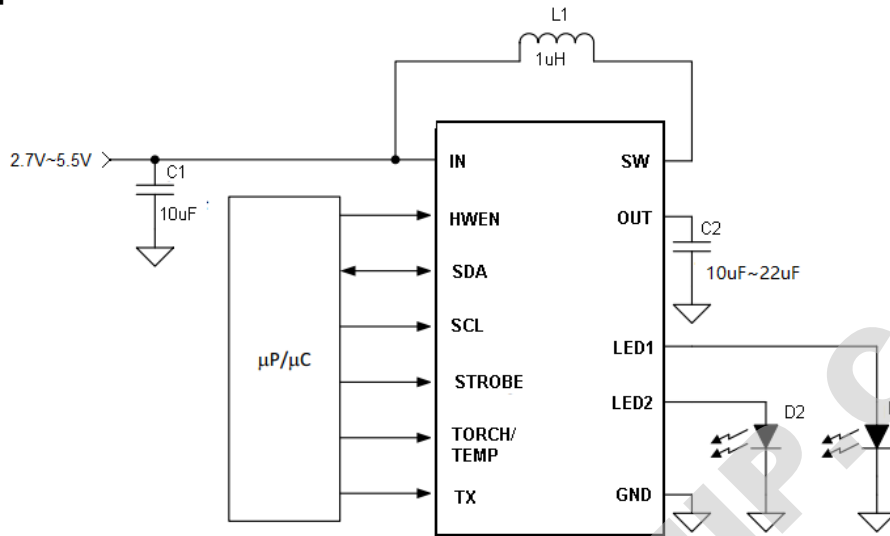 L1
1uH
2.7V~5.5V
C1
10uF
IN
SW
HWEN
OUT
C2
SDA
10uF~22uF
SCL
μP/μC
LED1
STROBE
LED2
D2
TORCH/
TEMP
TX
GND